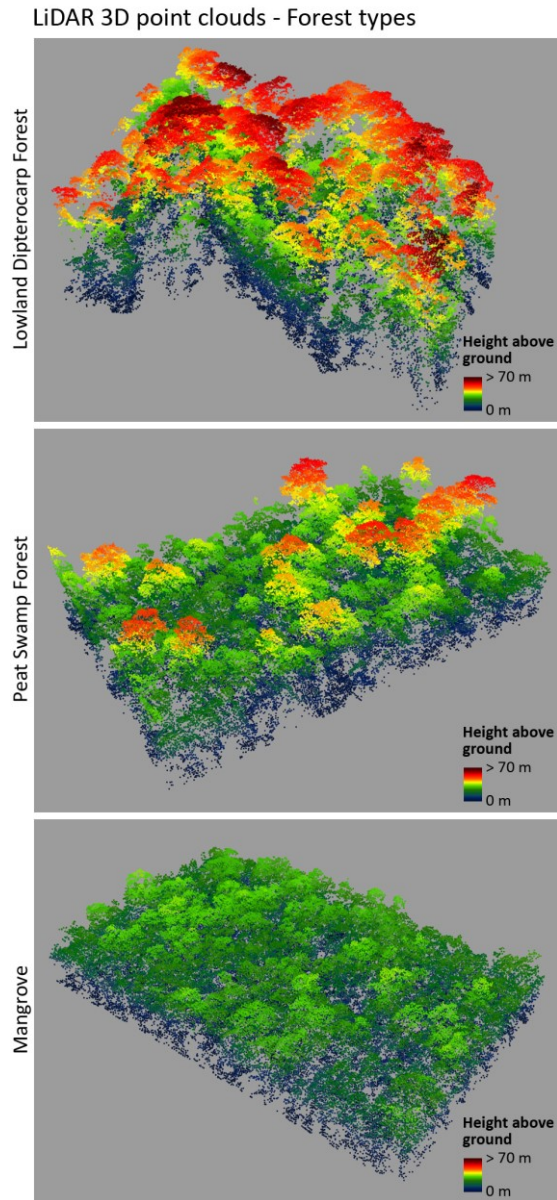 LiDAR 3D point clouds - Forest types
Lowland Dipterocarp Forest
Height above
ground
> 70 m
0 m
Peat Swamp Forest
Height above
ground
> 70 m
0 m
Mangrove
Height above
ground
> 70 m
0 m